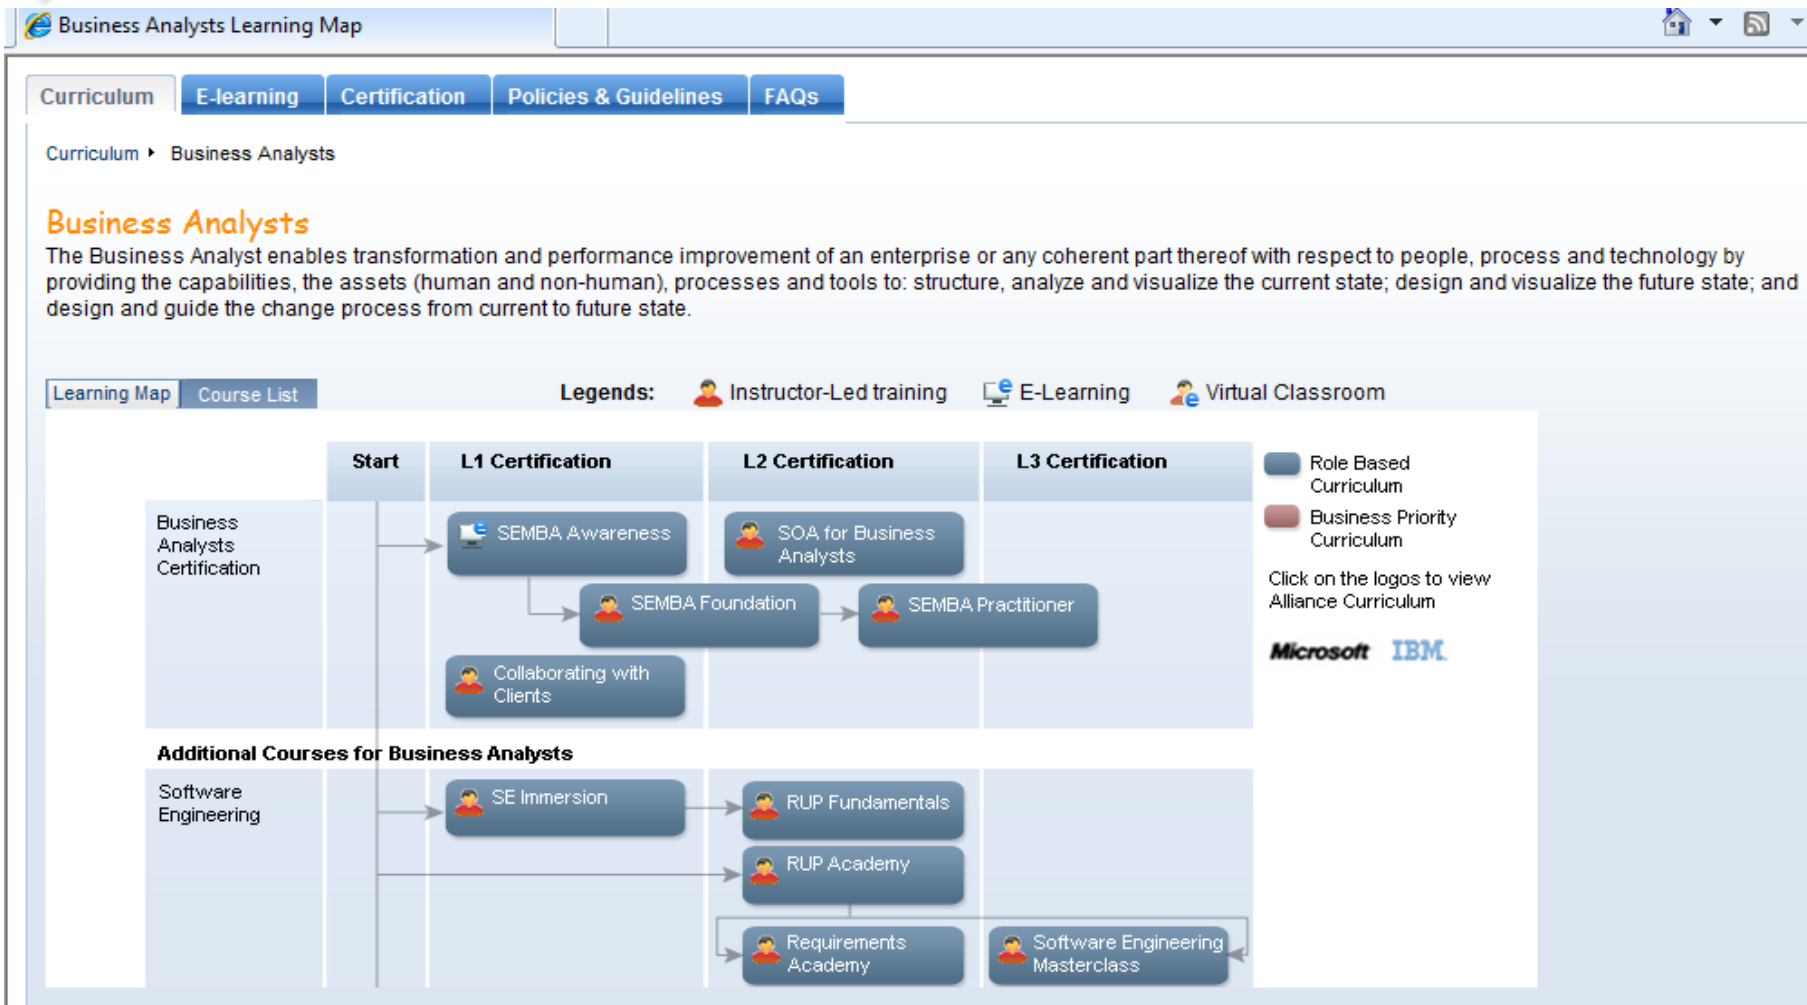 Business Analysts Learning Map
Curriculum E-learning Certification Policies & Guidelines FAQs
Curriculum Business Analysts
Business Analysts
The Business Analyst enables transformation and performance improvement of an enterprise or any coherent part thereof with respect to people, process and technology by
providing the capabilities, the assets (human and non-human), processes and tools to: structure, analyze and visualize the current state; design and visualize the future state; and
design and guide the change process from current to future state.
Learning Map Course List
Legends: Instructor-Led training E-Learning Virtual Classroom
Start L1 Certification L2 Certification L3 Certification
Role Based
Curriculum
Business Priority
Curriculum
Click on the logos to view
Alliance Curriculum
Microsoft IBM
Business
Analysts
Certification
SEMBA Awareness
SOA for Business
Analysts
SEMBA Foundation
SEMBA Practitioner
Collaborating with
Clients
Additional Courses for Business Analysts
Software
Engineering
SE Immersion
RUP Fundamentals
RUP Academy
Requirements
Academy
Software Engineering
Masterclass